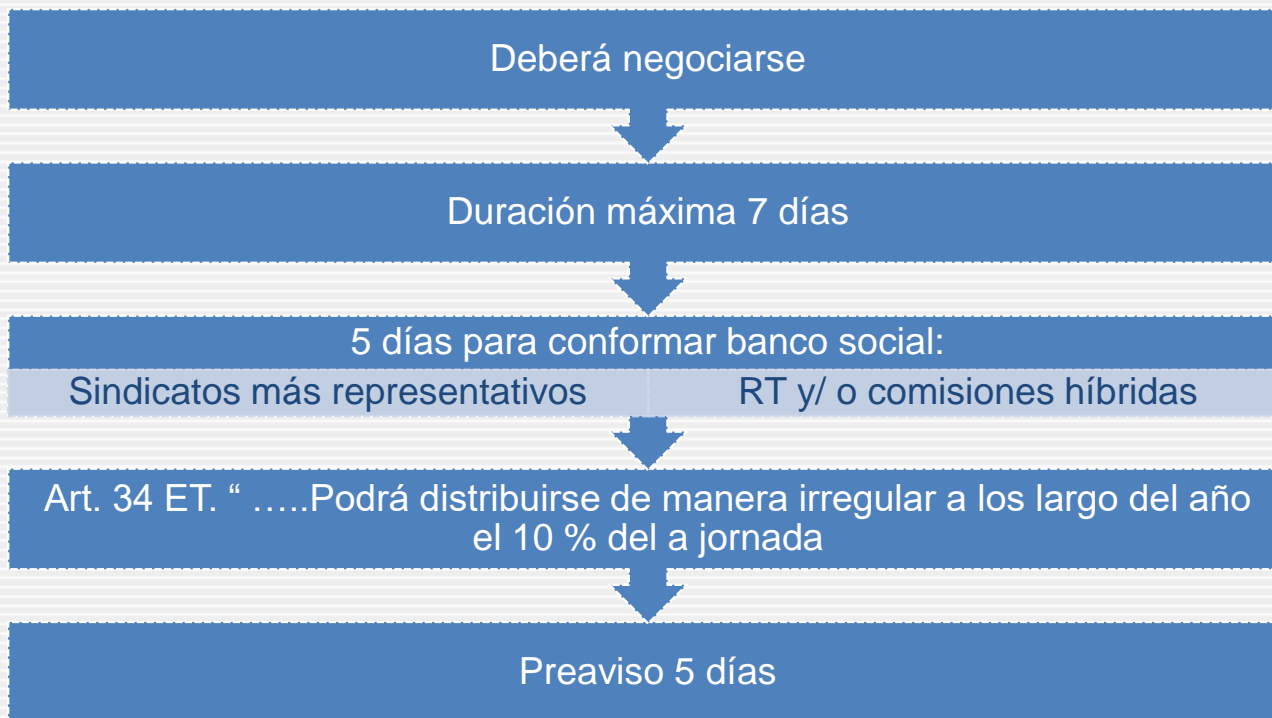 Deberá negociarse
Duración máxima 7 días
5 días para conformar banco social:
Sindicatos más representativos
RT y/ o comisiones híbridas
Art. 34 ET. “ …..Podrá distribuirse de manera irregular a los largo del año
el 10 % del a jornada
Preaviso 5 días